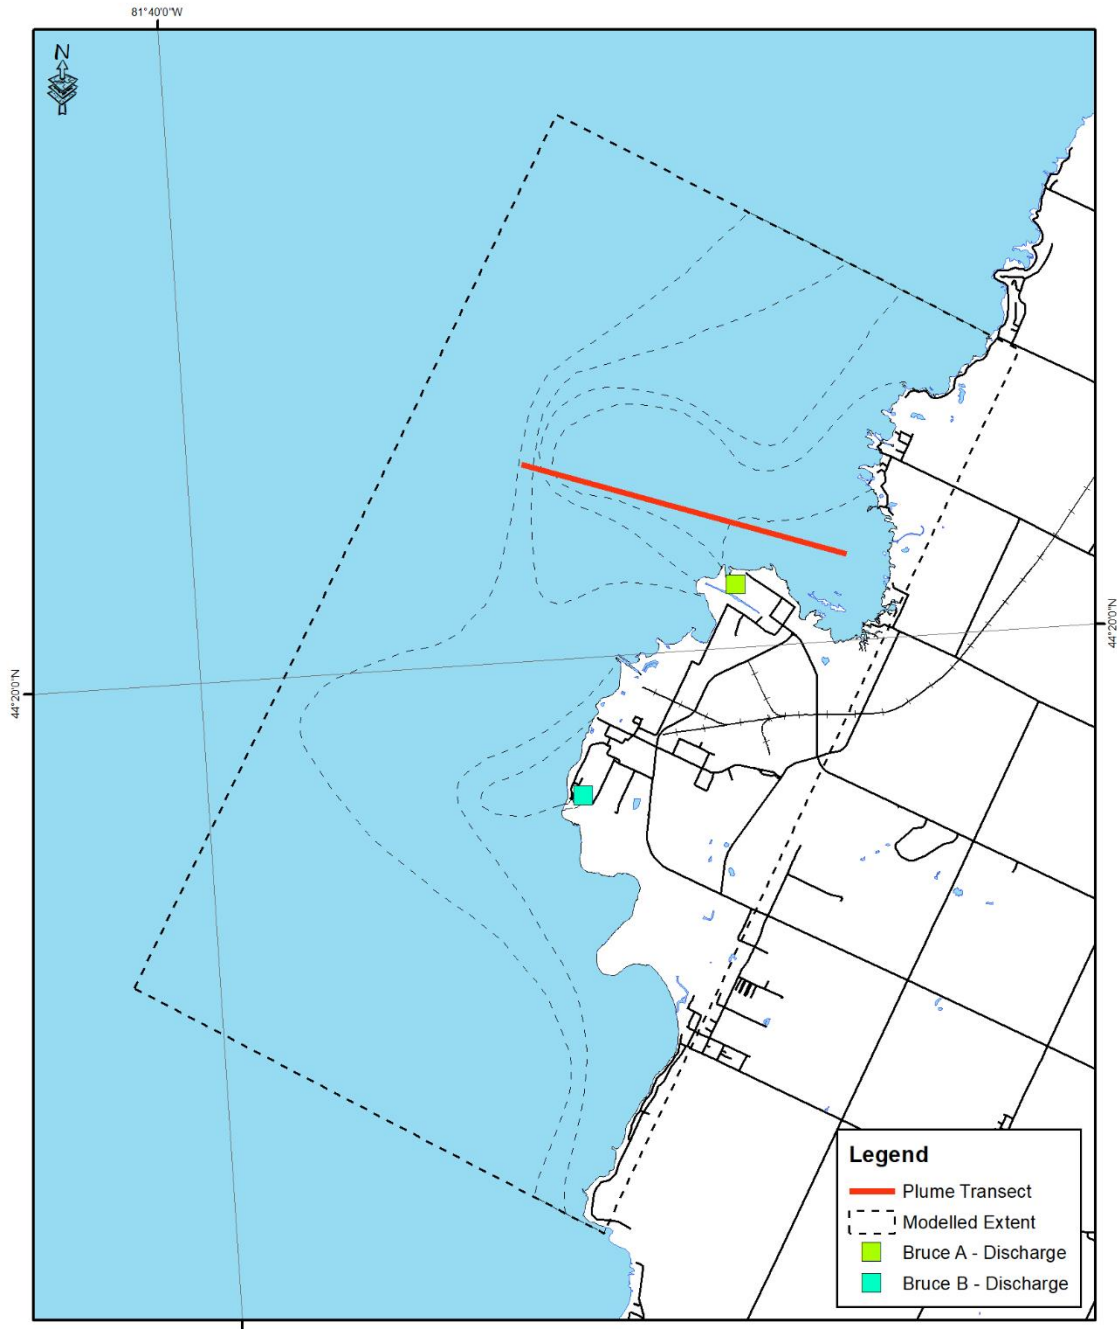 81°40'0"W
N
44°20'0"N
44°20'0"N
Legend
Plume Transect
Modelled Extent
Bruce A - Discharge
Bruce B - Discharge